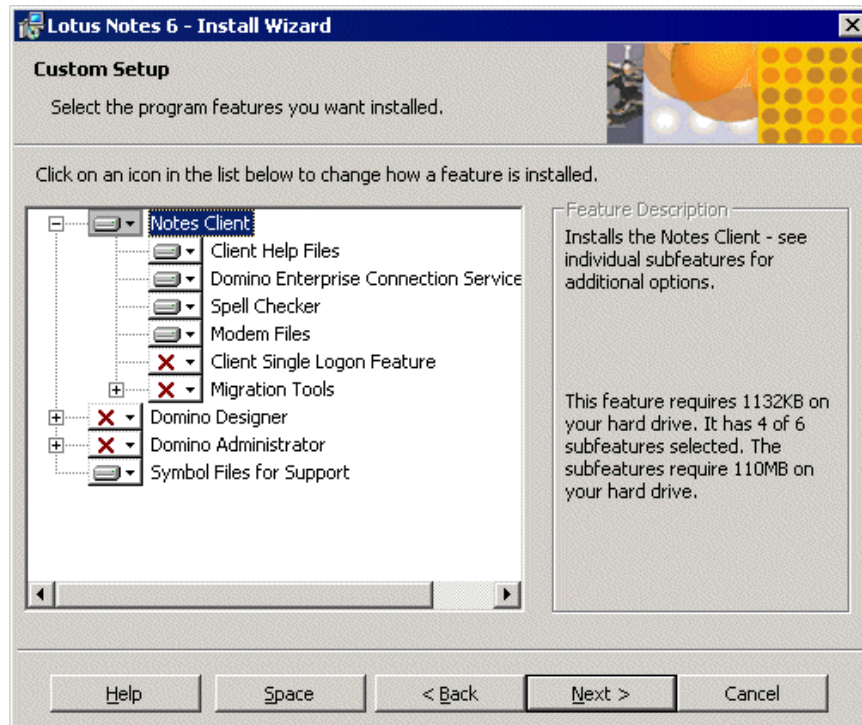 Lotus Notes 6 - Install Wizard
Custom Setup
Select the program features you want installed.
Click on an icon in the list below to change how a feature is installed.
Notes Client
Client Help Files
Domino Enterprise Connection Service
Spell Checker
Modem Files
Client Single Logon Feature
Migration Tools
Domino Designer
Domino Administrator
Symbol Files for Support
Feature Description
Installs the Notes Client - see
individual subfeatures for
additional options.
This feature requires 1132KB on
your hard drive. It has 4 of 6
subfeatures selected. The
subfeatures require 110MB on
your hard drive.
Help
Space
< Back
Next >
Cancel